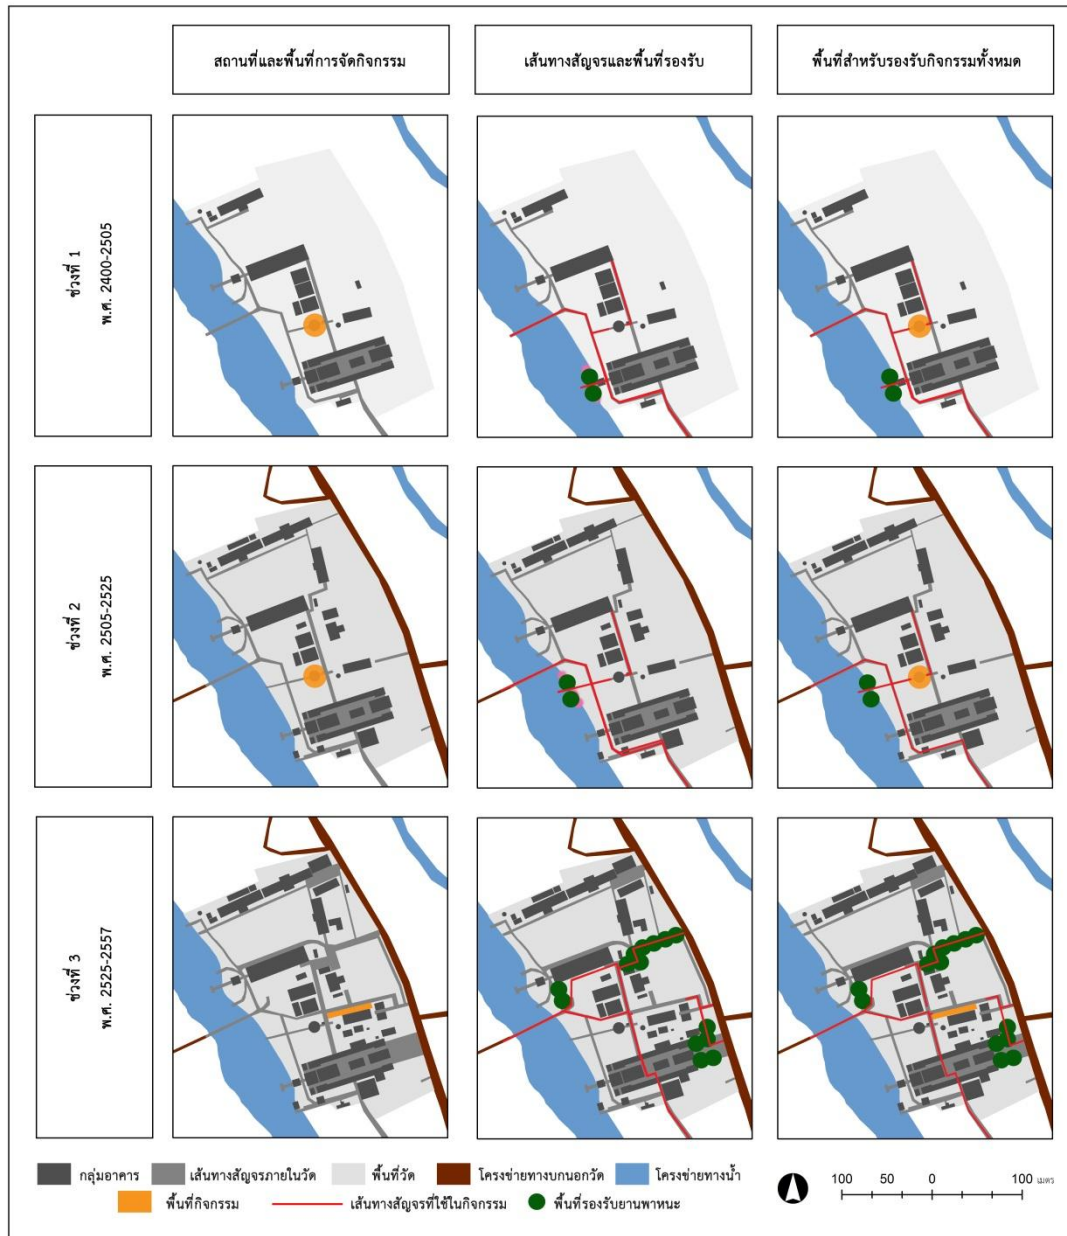 สถานที่และพื้นที่การจัดกิจกรรม
เส้นทางสัญจรและพื้นที่รองรับ
พื้นที่สำหรับรองรับกิจกรรมทั้งหมด
ช่วงที่ 1
พ.ศ. 2400-2505
ช่วงที่ 2
พ.ศ. 2505-2525
ช่วงที่ 3
พ.ศ. 2525-2557
กลุ่มอาคาร
เส้นทางสัญจรภายในวัด
พื้นที่วัด
โครงข่ายทางบกนอกวัด
โครงข่ายทางน้ำ
พื้นที่กิจกรรม
เส้นทางสัญจรที่ใช้ในกิจกรรม
พื้นที่รองรับยานพาหนะ
100 50 0 100 เมตร